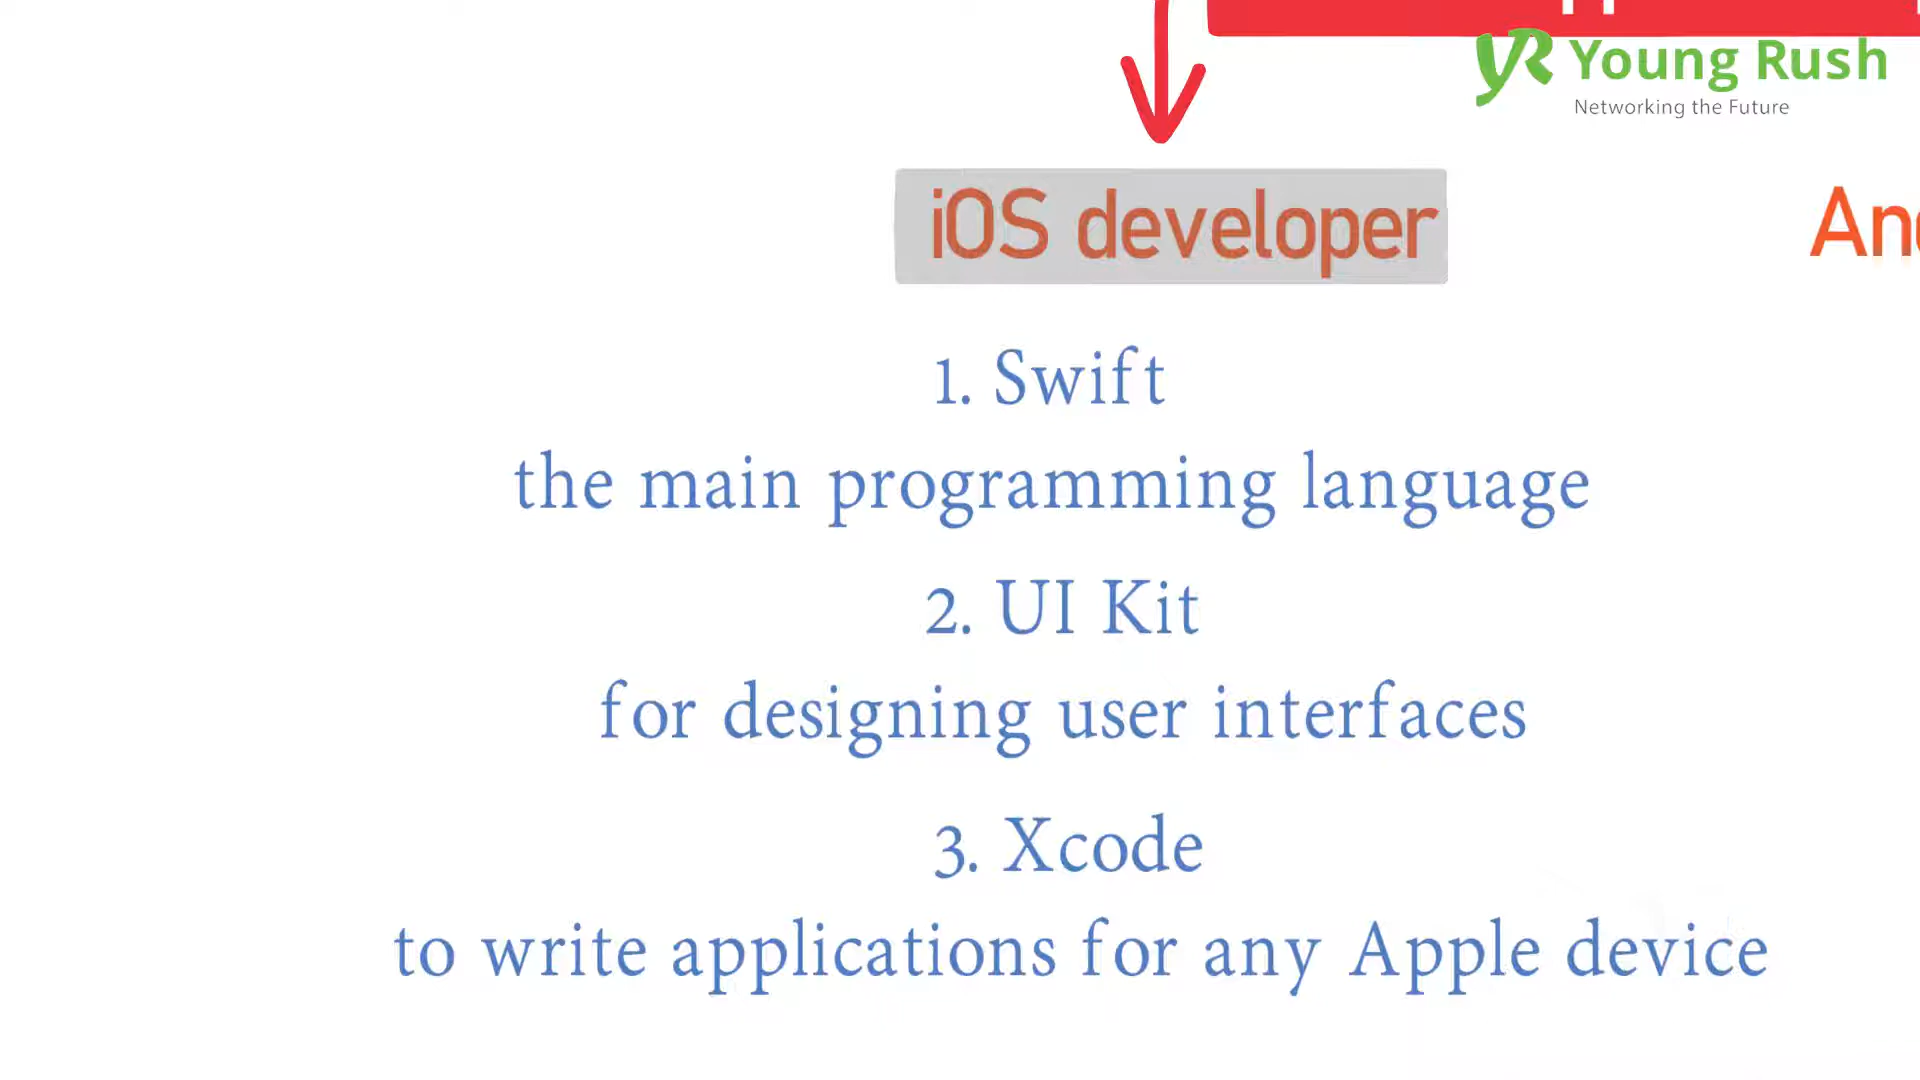 Young Rush
Networking the Future
iOS developer
1. Swift
the main programming language
2. UI Kit
for designing user interfaces
3. Xcode
to write applications for any Apple device